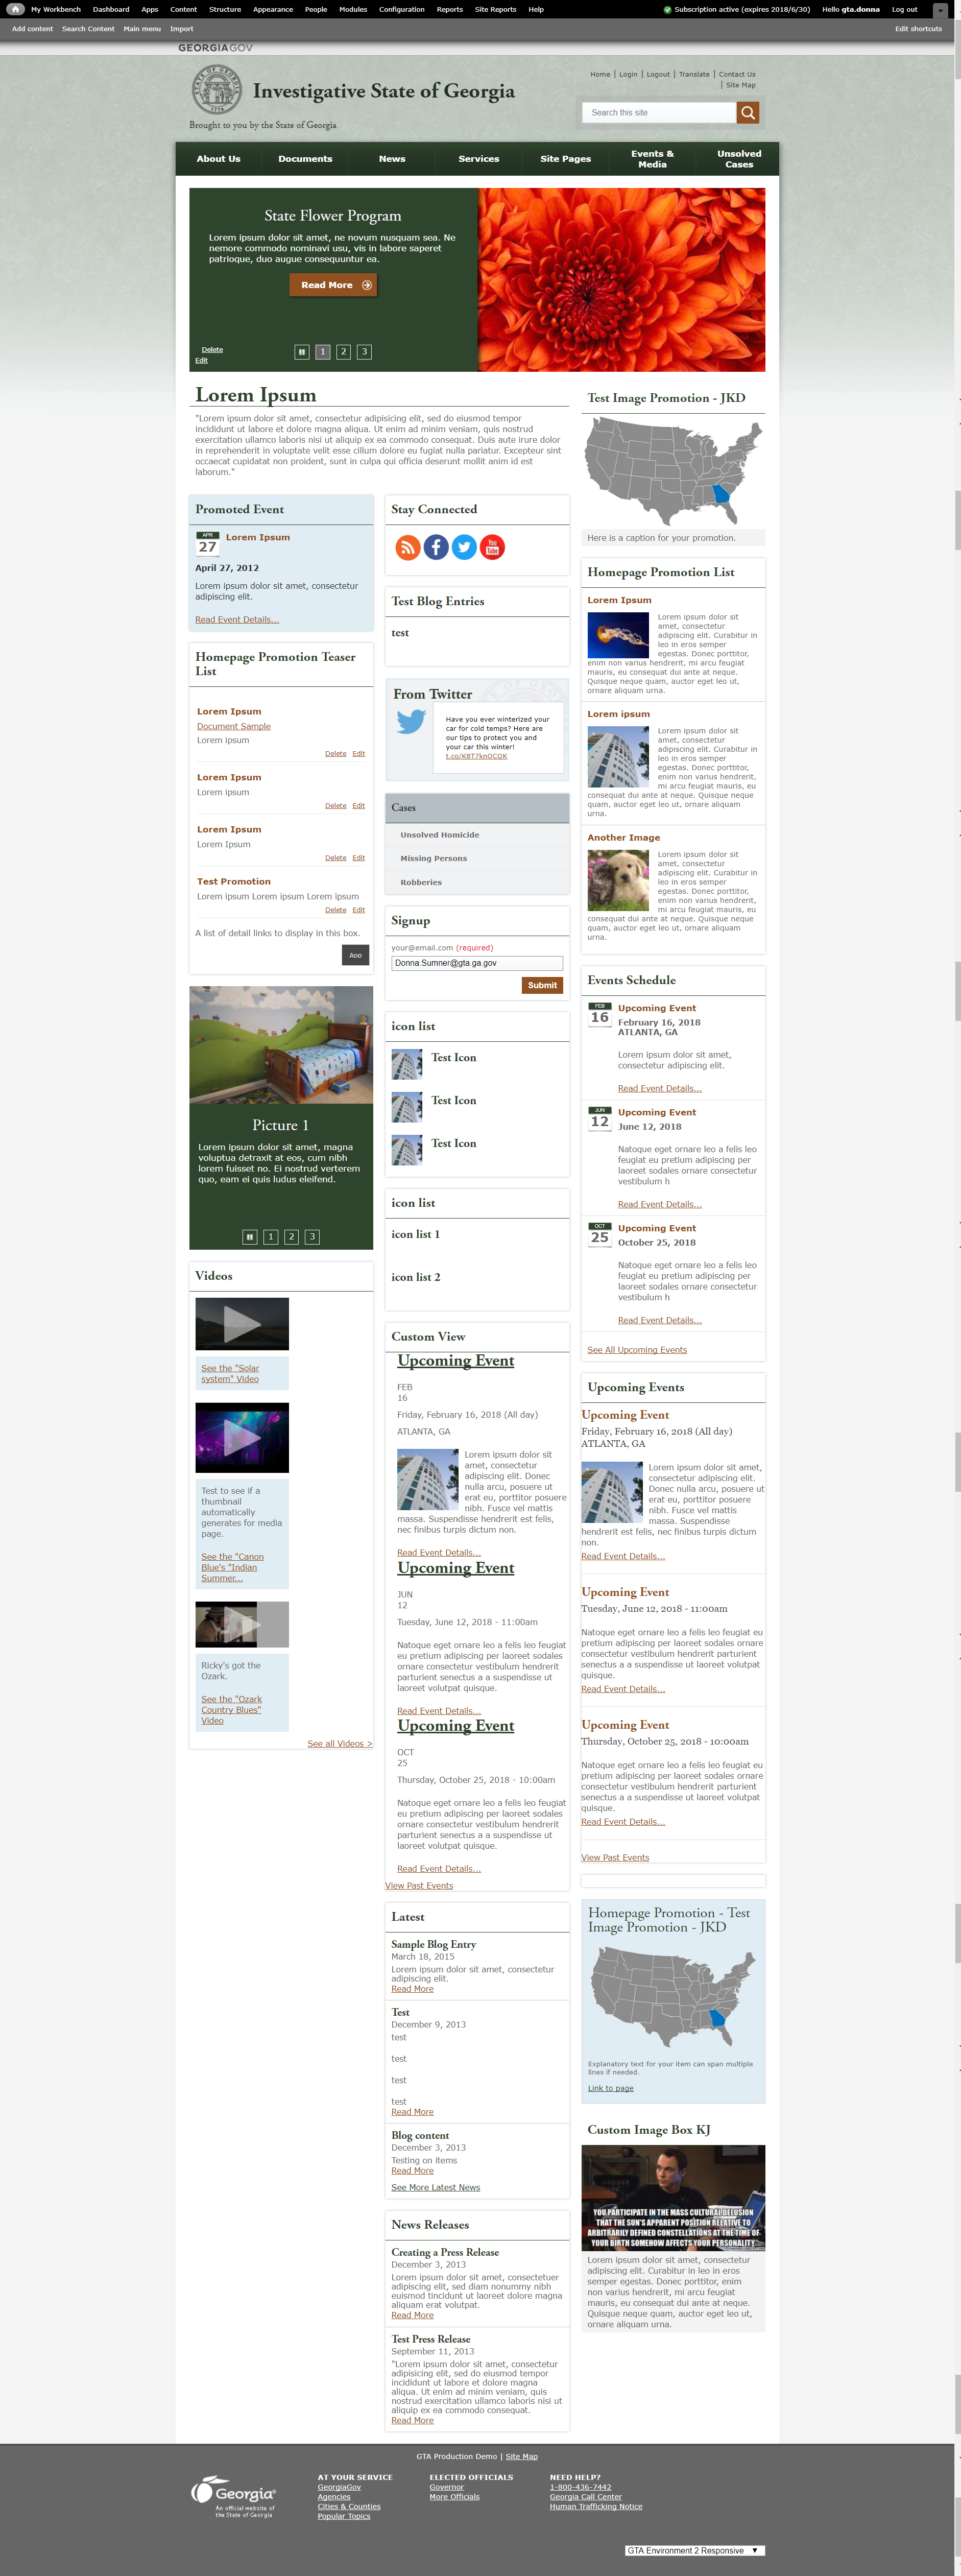 My Workbench Dashboard Apps Content Structure Appearance People Modules Configuration Reports Site Reports Help Subscription active (expires 2018/6/30) Hello gta.donna Log out
Add content Search Content Main menu Import Edit shortcuts
GEORGIAGOV
Home | Login | Logout | Translate | Contact Us
| Site Map
Investigative State of Georgia
Search this site
Brought to you by the State of Georgia
About Us Documents News Services Site Pages Events & Media Unsolved Cases
State Flower Program
Lorem ipsum dolor sit amet, ne novum nusquam sea. Ne
nemore commodo nominavi usu, vis in labore saperet
patrioque, duo augue consequuntur ea.
Read More
Delete
Edit
1 2 3
Lorem Ipsum
"Lorem ipsum dolor sit amet, consectetur adipisicing elit, sed do eiusmod tempor
incididunt ut labore et dolore magna aliqua. Ut enim ad minim veniam, quis nostrud
exercitation ullamco laboris nisi ut aliquip ex ea commodo consequat. Duis aute irure dolor
in reprehenderit in voluptate velit esse cillum dolore eu fugiat nulla pariatur. Excepteur sint
occaecat cupidatat non proident, sunt in culpa qui officia deserunt mollit anim id est
laborum."
Promoted Event
APR
27
Lorem Ipsum
April 27, 2012
Lorem ipsum dolor sit amet, consectetur
adipiscing elit.
Read Event Details...
Homepage Promotion Teaser
List
Lorem Ipsum
Document Sample
Lorem ipsum
Delete Edit
Lorem Ipsum
Lorem ipsum
Delete Edit
Lorem Ipsum
Lorem Ipsum
Delete Edit
Test Promotion
Lorem ipsum Lorem ipsum Lorem ipsum
Delete Edit
A list of detail links to display in this box.
ADD
Picture 1
Lorem ipsum dolor sit amet, magna
voluptua detraxit at eos, cum nibh
lorem fuisset no. Ei nostrud verterem
quo, eam ei quis ludus eleifend.
1 2 3
Videos
See the "Solar
system" Video
Test to see if a
thumbnail
automatically
generates for media
page.
See the "Canon
Blue's "Indian
Summer...
Ricky's got the
Ozark.
See the "Ozark
Country Blues"
Video
See all Videos >
Stay Connected
You
Tube
Test Blog Entries
test
From Twitter
Have you ever winterized your
car for cold temps? Here are
our tips to protect you and
your car this winter!
t.co/K8T7knOCQK
Cases
Unsolved Homicide
Missing Persons
Robberies
Signup
your@email.com (required)
Donna.Sumner@gta.ga.gov
Submit
icon list
Test Icon
Test Icon
Test Icon
icon list
icon list 1
icon list 2
Custom View
Upcoming Event
FEB
16
Friday, February 16, 2018 (All day)
ATLANTA, GA
Lorem ipsum dolor sit
amet, consectetur
adipiscing elit. Donec
nulla arcu, posuere ut
erat eu, porttitor posuere
nibh. Fusce vel mattis
massa. Suspendisse hendrerit est felis,
nec finibus turpis dictum non.
Read Event Details...
Upcoming Event
JUN
12
Tuesday, June 12, 2018 - 11:00am
Natoque eget ornare leo a felis leo feugiat
eu pretium adipiscing per laoreet sodales
ornare consectetur vestibulum hendrerit
parturient senectus a a suspendisse ut
laoreet volutpat quisque.
Read Event Details...
Upcoming Event
OCT
25
Thursday, October 25, 2018 - 10:00am
Natoque eget ornare leo a felis leo feugiat
eu pretium adipiscing per laoreet sodales
ornare consectetur vestibulum hendrerit
parturient senectus a a suspendisse ut
laoreet volutpat quisque.
Read Event Details...
View Past Events
Latest
Sample Blog Entry
March 18, 2015
Lorem ipsum dolor sit amet, consectetur
adipiscing elit.
Read More
Test
December 9, 2013
test
test
test
test
Read More
Blog content
December 3, 2013
Testing on items
Read More
See More Latest News
News Releases
Creating a Press Release
December 3, 2013
Lorem ipsum dolor sit amet, consectetuer
adipiscing elit, sed diam nonummy nibh
euismod tincidunt ut laoreet dolore magna
aliquam erat volutpat.
Read More
Test Press Release
September 11, 2013
"Lorem ipsum dolor sit amet, consectetur
adipisicing elit, sed do eiusmod tempor
incididunt ut labore et dolore magna
aliqua. Ut enim ad minim veniam, quis
nostrud exercitation ullamco laboris nisi ut
aliquip ex ea commodo consequat.
Read More
Test Image Promotion - JKD
Here is a caption for your promotion.
Homepage Promotion List
Lorem Ipsum
Lorem ipsum dolor sit
amet, consectetur
adipiscing elit. Curabitur in
leo in eros semper
egestas. Donec porttitor,
enim non varius hendrerit, mi arcu feugiat
mauris, eu consequat dui ante at neque.
Quisque neque quam, auctor eget leo ut,
ornare aliquam urna.
Lorem ipsum
Lorem ipsum dolor sit
amet, consectetur
adipiscing elit. Curabitur in
leo in eros semper
egestas. Donec porttitor,
enim non varius hendrerit,
mi arcu feugiat mauris, eu
consequat dui ante at neque. Quisque neque
quam, auctor eget leo ut, ornare aliquam
urna.
Another Image
Lorem ipsum dolor sit
amet, consectetur
adipiscing elit. Curabitur in
leo in eros semper
egestas. Donec porttitor,
enim non varius hendrerit,
mi arcu feugiat mauris, eu
consequat dui ante at neque. Quisque neque
quam, auctor eget leo ut, ornare aliquam
urna.
Events Schedule
FEB
16
Upcoming Event
February 16, 2018
ATLANTA, GA
Lorem ipsum dolor sit amet,
consectetur adipiscing elit.
Read Event Details...
JUN
12
Upcoming Event
June 12, 2018
Natoque eget ornare leo a felis leo
feugiat eu pretium adipiscing per
laoreet sodales ornare consectetur
vestibulum h
Read Event Details...
OCT
25
Upcoming Event
October 25, 2018
Natoque eget ornare leo a felis leo
feugiat eu pretium adipiscing per
laoreet sodales ornare consectetur
vestibulum h
Read Event Details...
See All Upcoming Events
Upcoming Events
Upcoming Event
Friday, February 16, 2018 (All day)
ATLANTA, GA
Lorem ipsum dolor sit amet,
consectetur adipiscing elit.
Donec nulla arcu, posuere ut
erat eu, porttitor posuere
nibh. Fusce vel mattis
massa. Suspendisse
hendrerit est felis, nec finibus turpis dictum
non.
Read Event Details...
Upcoming Event
Tuesday, June 12, 2018 - 11:00am
Natoque eget ornare leo a felis leo feugiat eu
pretium adipiscing per laoreet sodales ornare
consectetur vestibulum hendrerit parturient
senectus a a suspendisse ut laoreet volutpat
quisque.
Read Event Details...
Upcoming Event
Thursday, October 25, 2018 - 10:00am
Natoque eget ornare leo a felis leo feugiat eu
pretium adipiscing per laoreet sodales ornare
consectetur vestibulum hendrerit parturient
senectus a a suspendisse ut laoreet volutpat
quisque.
Read Event Details...
View Past Events
Homepage Promotion - Test
Image Promotion - JKD
Explanatory text for your item can span multiple
lines if needed.
Link to page
Custom Image Box KJ
YOU PARTICIPATE IN THE MASS CULTURAL DELUSION
THAT THE SUN'S APPARENT POSITION RELATIVE TO
ARBITRARILY DEFINED CONSTELLATIONS AT THE TIME OF
YOUR BIRTH SOMEHOW AFFECTS YOUR PERSONALITY
Lorem ipsum dolor sit amet, consectetur
adipiscing elit. Curabitur in leo in eros
semper egestas. Donec porttitor, enim
non varius hendrerit, mi arcu feugiat
mauris, eu consequat dui ante at neque.
Quisque neque quam, auctor eget leo ut,
ornare aliquam urna.
GTA Production Demo | Site Map
Georgia
An official website of
the State of Georgia
AT YOUR SERVICE
GeorgiaGov
Agencies
Cities & Counties
Popular Topics
ELECTED OFFICIALS
Governor
More Officials
NEED HELP?
1-800-436-7442
Georgia Call Center
Human Trafficking Notice
GTA Environment 2 Responsive